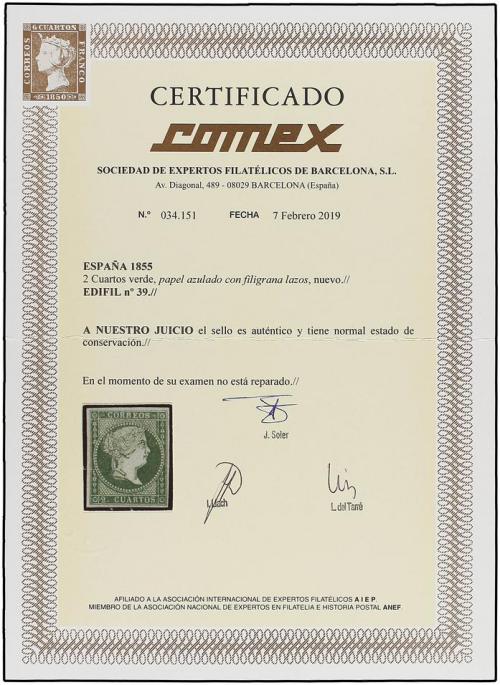 6 CUARTOS
CORREOS
FRANCO
1850
CERTIFICADO
comex
SOCIEDAD DE EXPERTOS FILATÉLICOS DE BARCELONA, S.L.
Av. Diagonal, 489 - 08029 BARCELONA (España)
N.º 034.151 FECHA 7 Febrero 2019
ESPAÑA 1855
2 Cuartos verde, papel azulado con filigrana lazos, nuevo.//
EDIFIL nº 39.//
A NUESTRO JUICIO el sello es auténtico y tiene normal estado de
conservación.//
En el momento de su examen no está reparado.//
CORREOS
2 CUARTOS
J. Soler
L. del Tarré
AFILIADO A LA ASOCIACIÓN INTERNACIONAL DE EXPERTOS FILATÉLICOS A I E P.
MIEMBRO DE LA ASOCIACIÓN NACIONAL DE EXPERTOS EN FILATELIA E HISTORIA POSTAL ANEF.